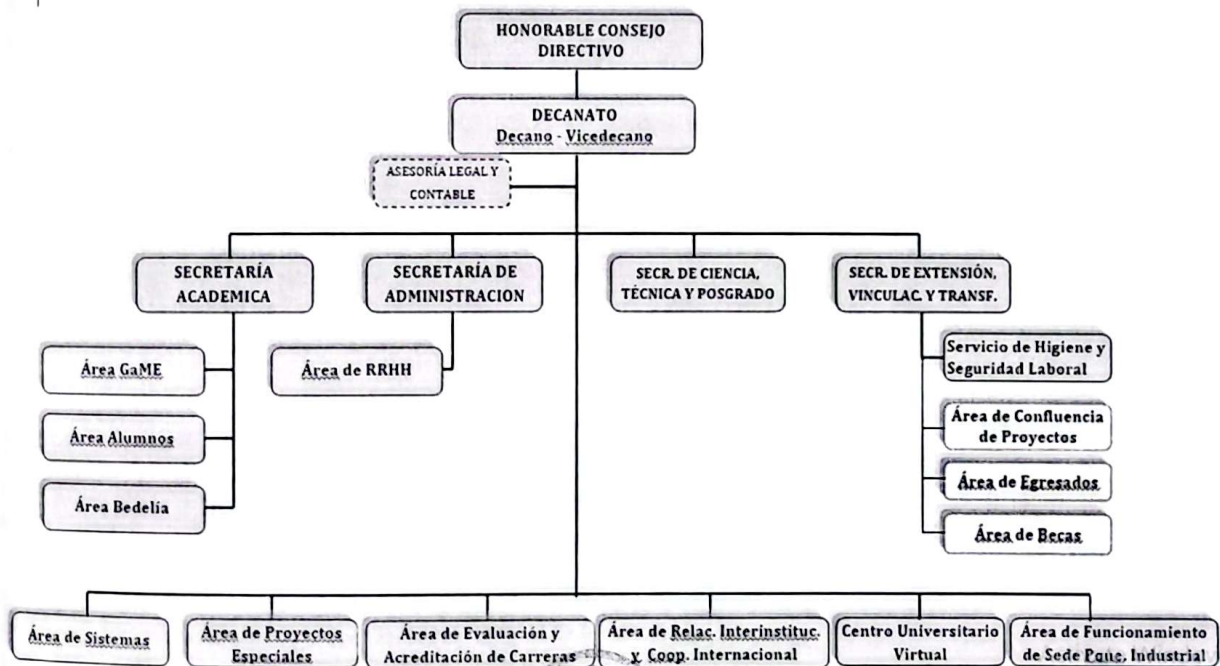 HONORABLE CONSEJO
DIRECTIVO
DECANATO
Decano - Vicedecano
ASESORÍA LEGAL Y
CONTABLE
SECRETARÍA
ACADEMICA
SECRETARÍA DE
ADMINISTRACION
SECR. DE CIENCIA,
TÉCNICA Y POSGRADO
SECR. DE EXTENSIÓN,
VINCULAC. Y TRANSF.
Área GaME
Área Alumnos
Área Bedelía
Área de RRHH
Servicio de Higiene y
Seguridad Laboral
Área de Confluencia
de Proyectos
Área de Egresados
Área de Becas
Área de Sistemas
Área de Proyectos
Especiales
Área de Evaluación y
Acreditación de Carreras
Área de Relac. Interinstituc.
y Coop. Internacional
Centro Universitario
Virtual
Área de Funcionamiento
de Sede Pque. Industrial